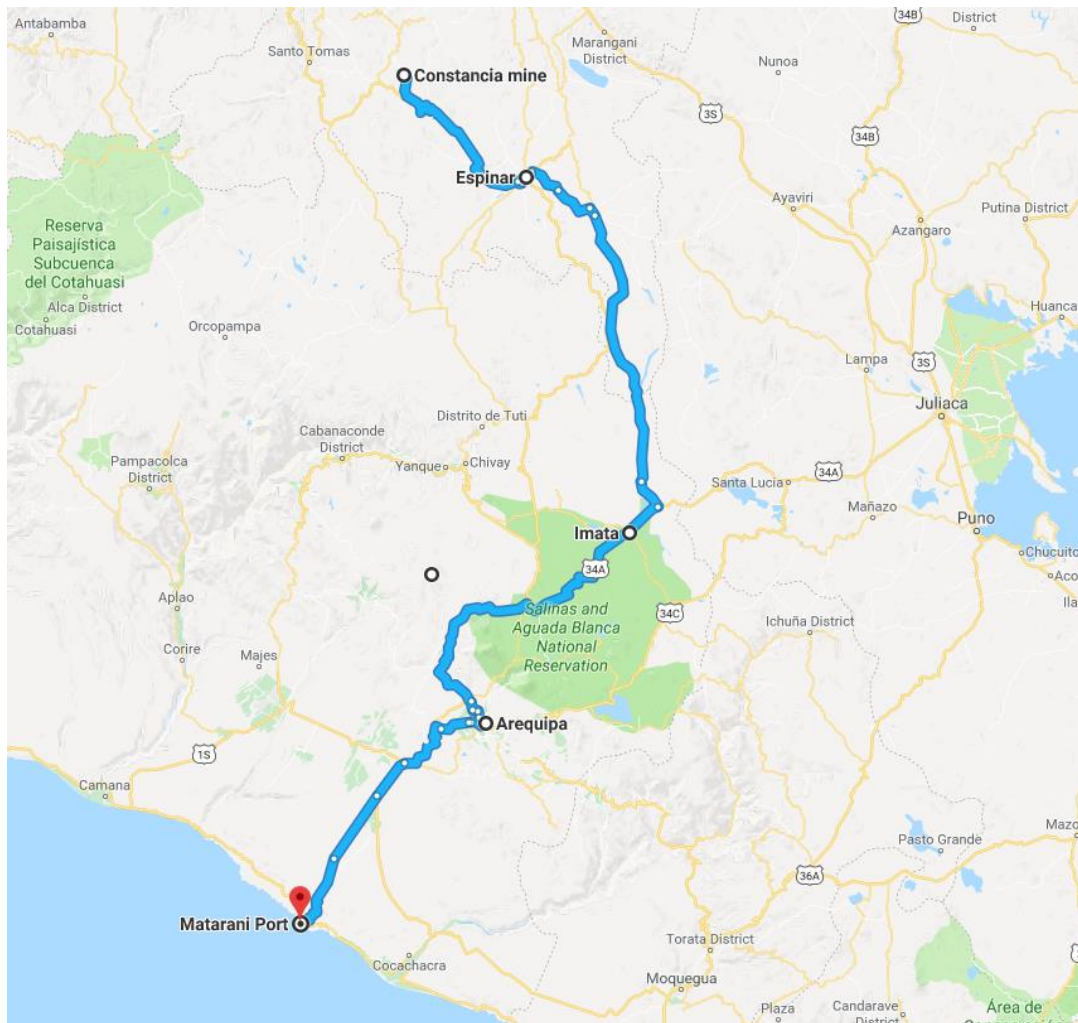 Antabamba
Santo Tomas
Marangani
District
34B
District
Nunoa
Constancia mine
3S
34B
Espinar
Ayaviri
Putina District
Azangaro
Reserva
Paisajística
Subcuenca
del Cotahuasi
Alca District
Cotahuasi
Orcopampa
Huanca
Lampa
3S
Juliaca
Distrito de Tuti
Cabanaconde
District
Yanque
Chivay
Pampacolca
District
34A
Santa Lucia
Mañazo
Puno
Imata
Chucuito
Aco
34A
Ila
Aplao
Salinas and
Aguada Blanca
National
Reservation
34C
Ichuña District
Corire
Majes
Arequipa
1S
Camana
Mazo
Pasto Grande
36A
Matarani Port
Torata District
Cocachacra
Moquegua
Plaza
Candarave
District
Área de